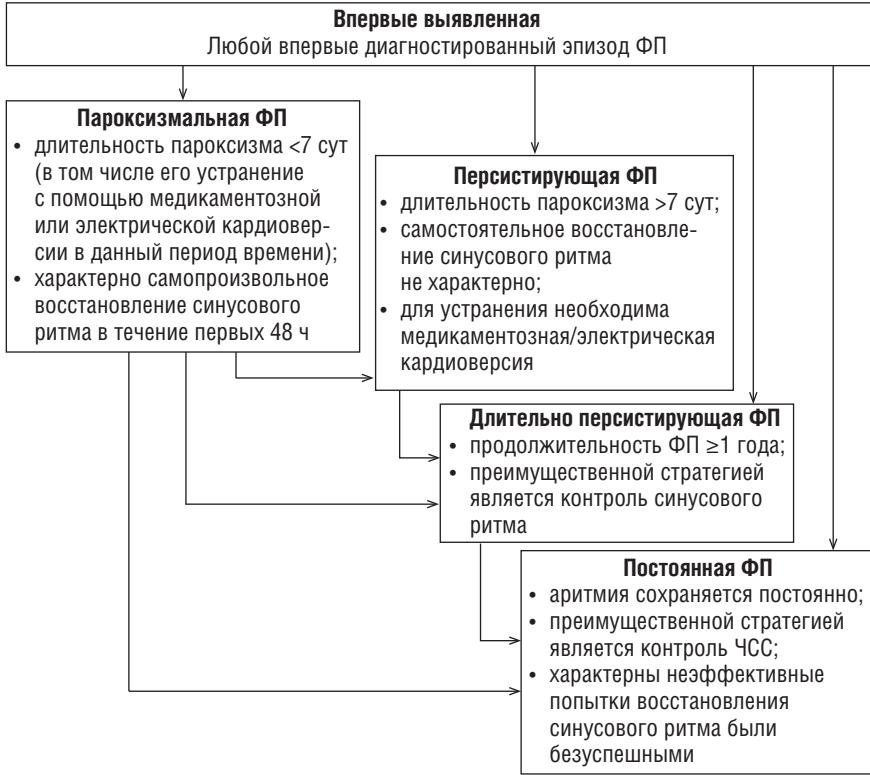 Впервые выявленная
Любой впервые диагностированный эпизод ФП
Пароксизмальная ФП
• длительность пароксизма <7 сут
(в том числе его устранение
с помощью медикаментозной
или электрической кардиовер-
сии в данный период времени);
• характерно самопроизвольное
восстановление синусового
ритма в течение первых 48 ч
Персистирующая ФП
• длительность пароксизма >7 сут;
• самостоятельное восстановле-
ние синусового ритма
не характерно;
• для устранения необходима
медикаментозная/электрическая
кардиоверсия
Длительно персистирующая ФП
• продолжительность ФП ≥1 года;
• преимущественной стратегией
является контроль синусового
ритма
Постоянная ФП
• аритмия сохраняется постоянно;
• преимущественной стратегией
является контроль ЧСС;
• характерны неэффективные
попытки восстановления
синусового ритма были
безуспешными